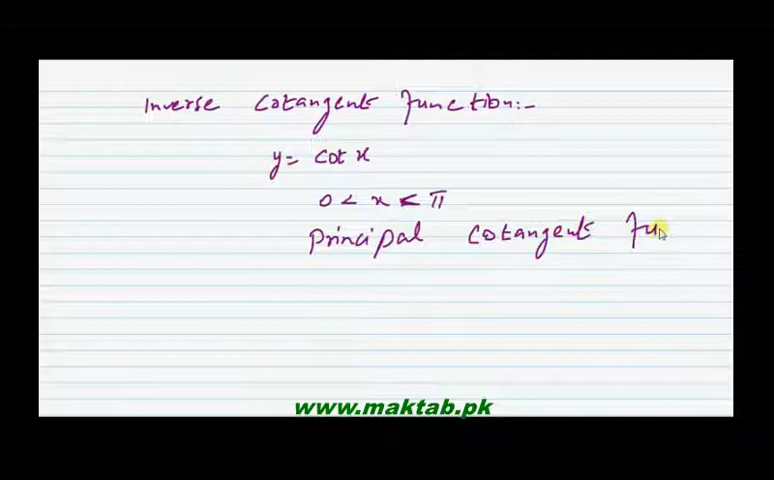 Inverse Cotangent Function:-
y = cot x
0 < x < π
Principal Cotangent Fu
www.maktab.pk